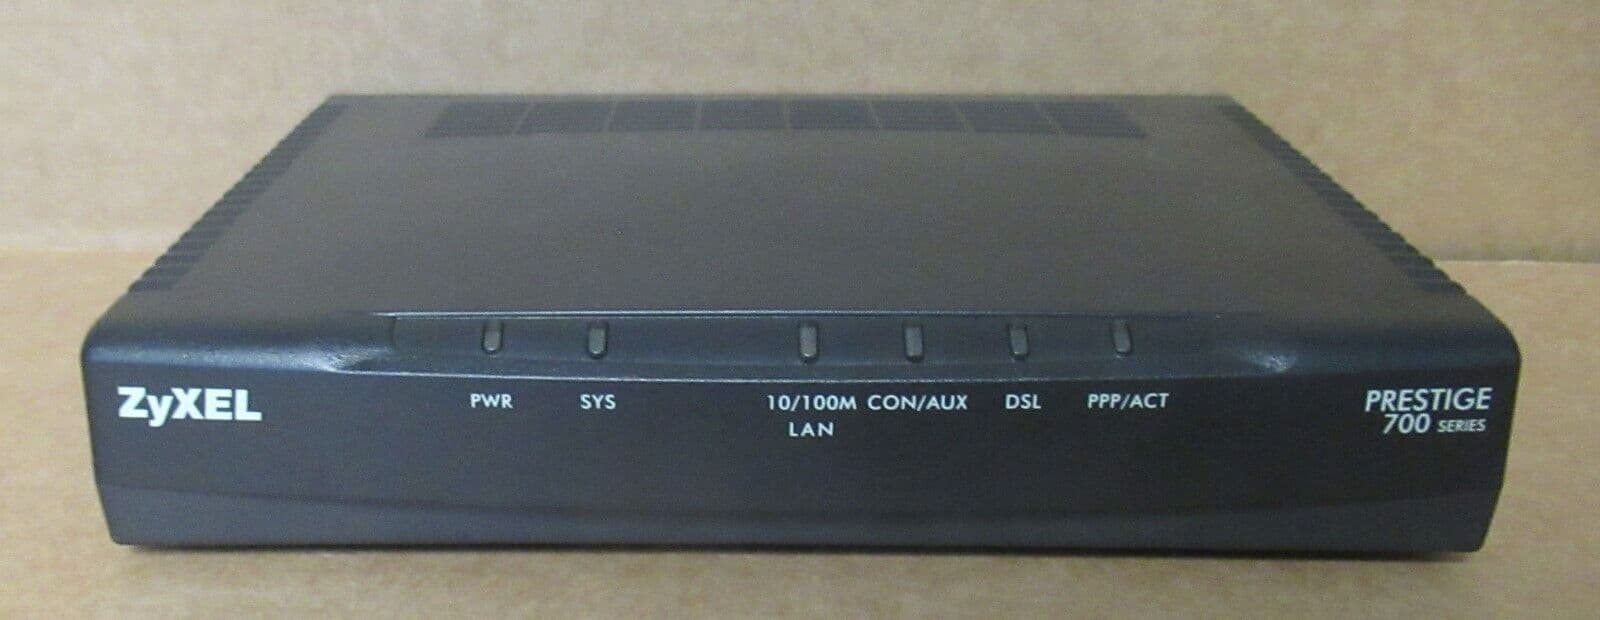 ZyXEL
PWR
SYS
10/100M
LAN
CON/AUX
DSL
PPP/ACT
PRESTIGE
700 SERIES